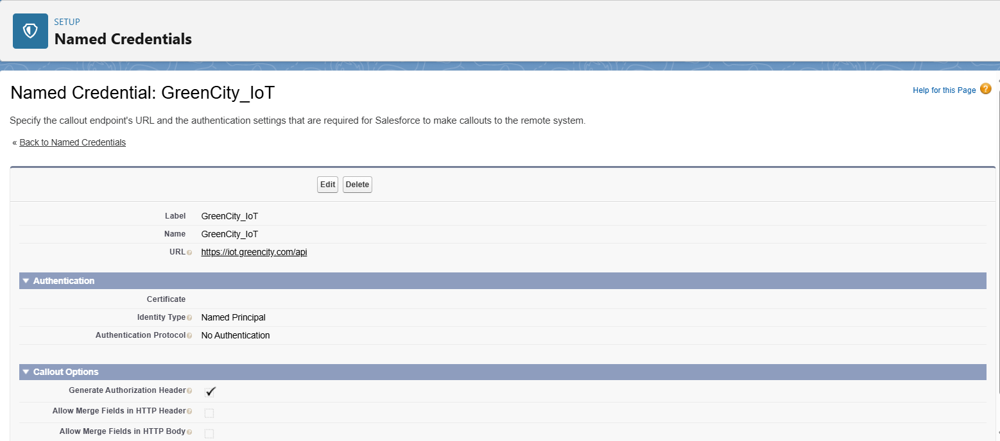 SETUP
Named Credentials
Named Credential: GreenCity_IoT
Help for this Page ?
Specify the callout endpoint's URL and the authentication settings that are required for Salesforce to make callouts to the remote system.
« Back to Named Credentials
Edit Delete
Label GreenCity_IoT
Name GreenCity_IoT
URL ? https://iot.greencity.com/api
Authentication
Certificate
Identity Type ? Named Principal
Authentication Protocol ? No Authentication
Callout Options
Generate Authorization Header ?
Allow Merge Fields in HTTP Header ?
Allow Merge Fields in HTTP Body ?